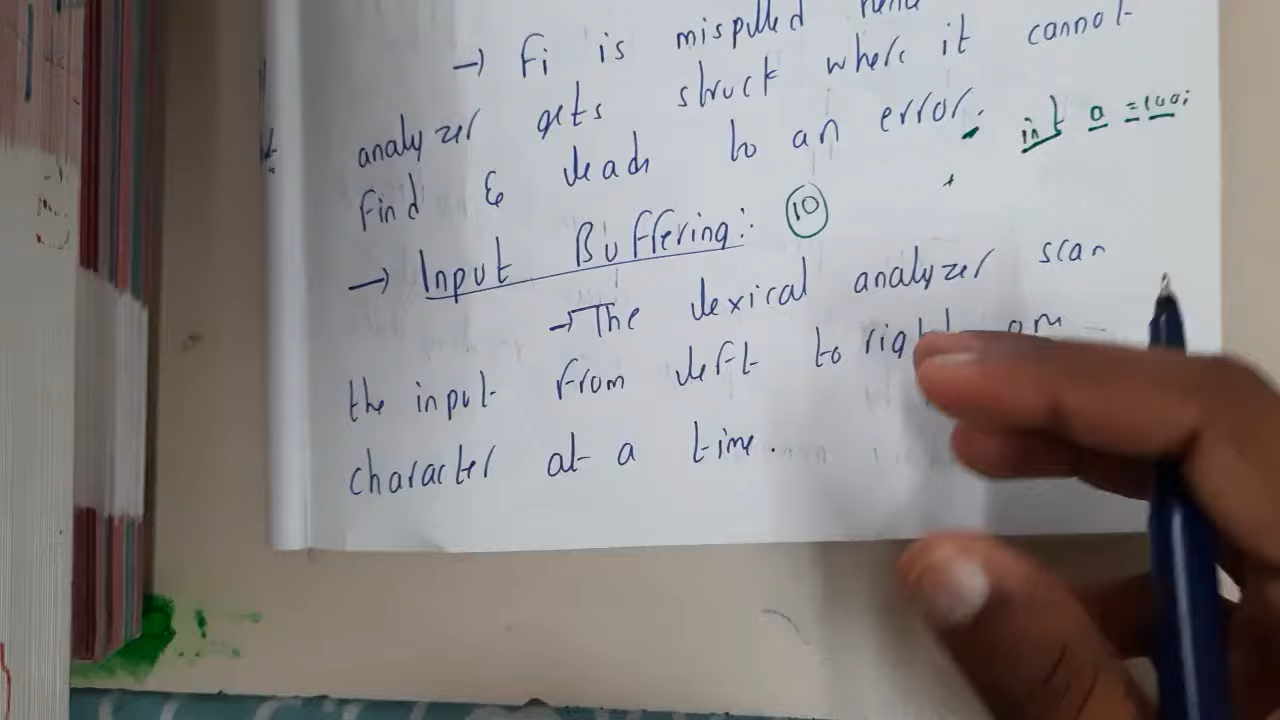 → Fi is mispulled
analyzer gets struck where it cannot
find & leads to an error.
int a =100;
→ Input Buffering: 10
→ The lexical analyzer scan
the input from left to right
character at a time.